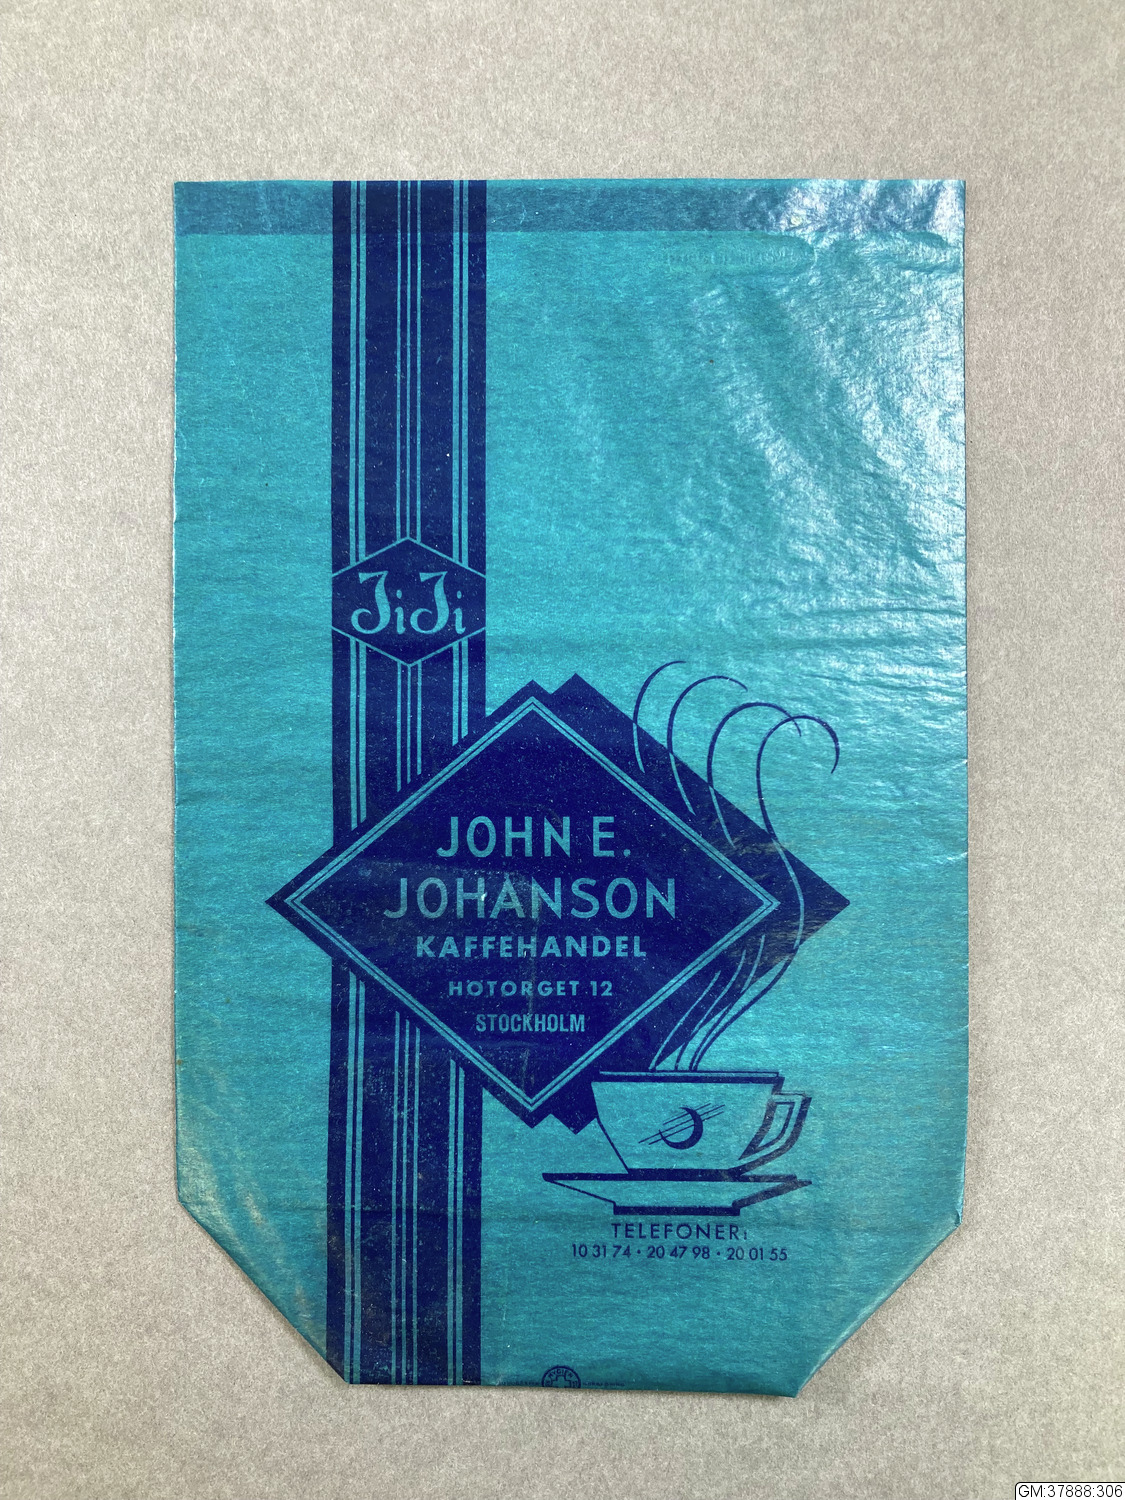 JiJi
JOHN E.
JOHANSON
KAFFEHANDEL
HÖTORGET 12
STOCKHOLM
TELEFONER:
10 31 74 · 20 47 98 · 20 01 55
GM:37888:306